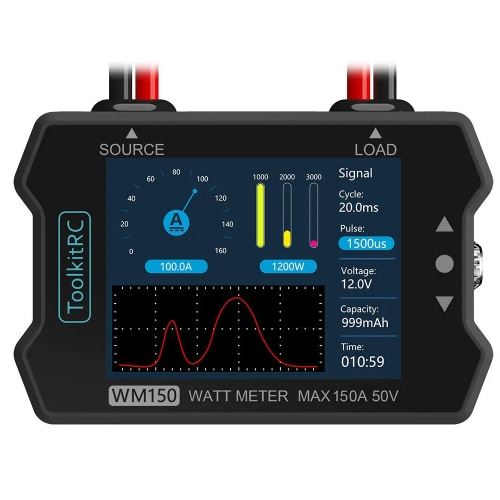 SOURCE
LOAD
ToolkitRC
0
20
40
60
80
100
120
140
160
A
100.0A
1000 2000 3000
1200W
Signal
Cycle:
20.0ms
Pulse:
1500us
Voltage:
12.0V
Capacity:
999mAh
Time:
010:59
WM150 WATT METER MAX 150A 50V